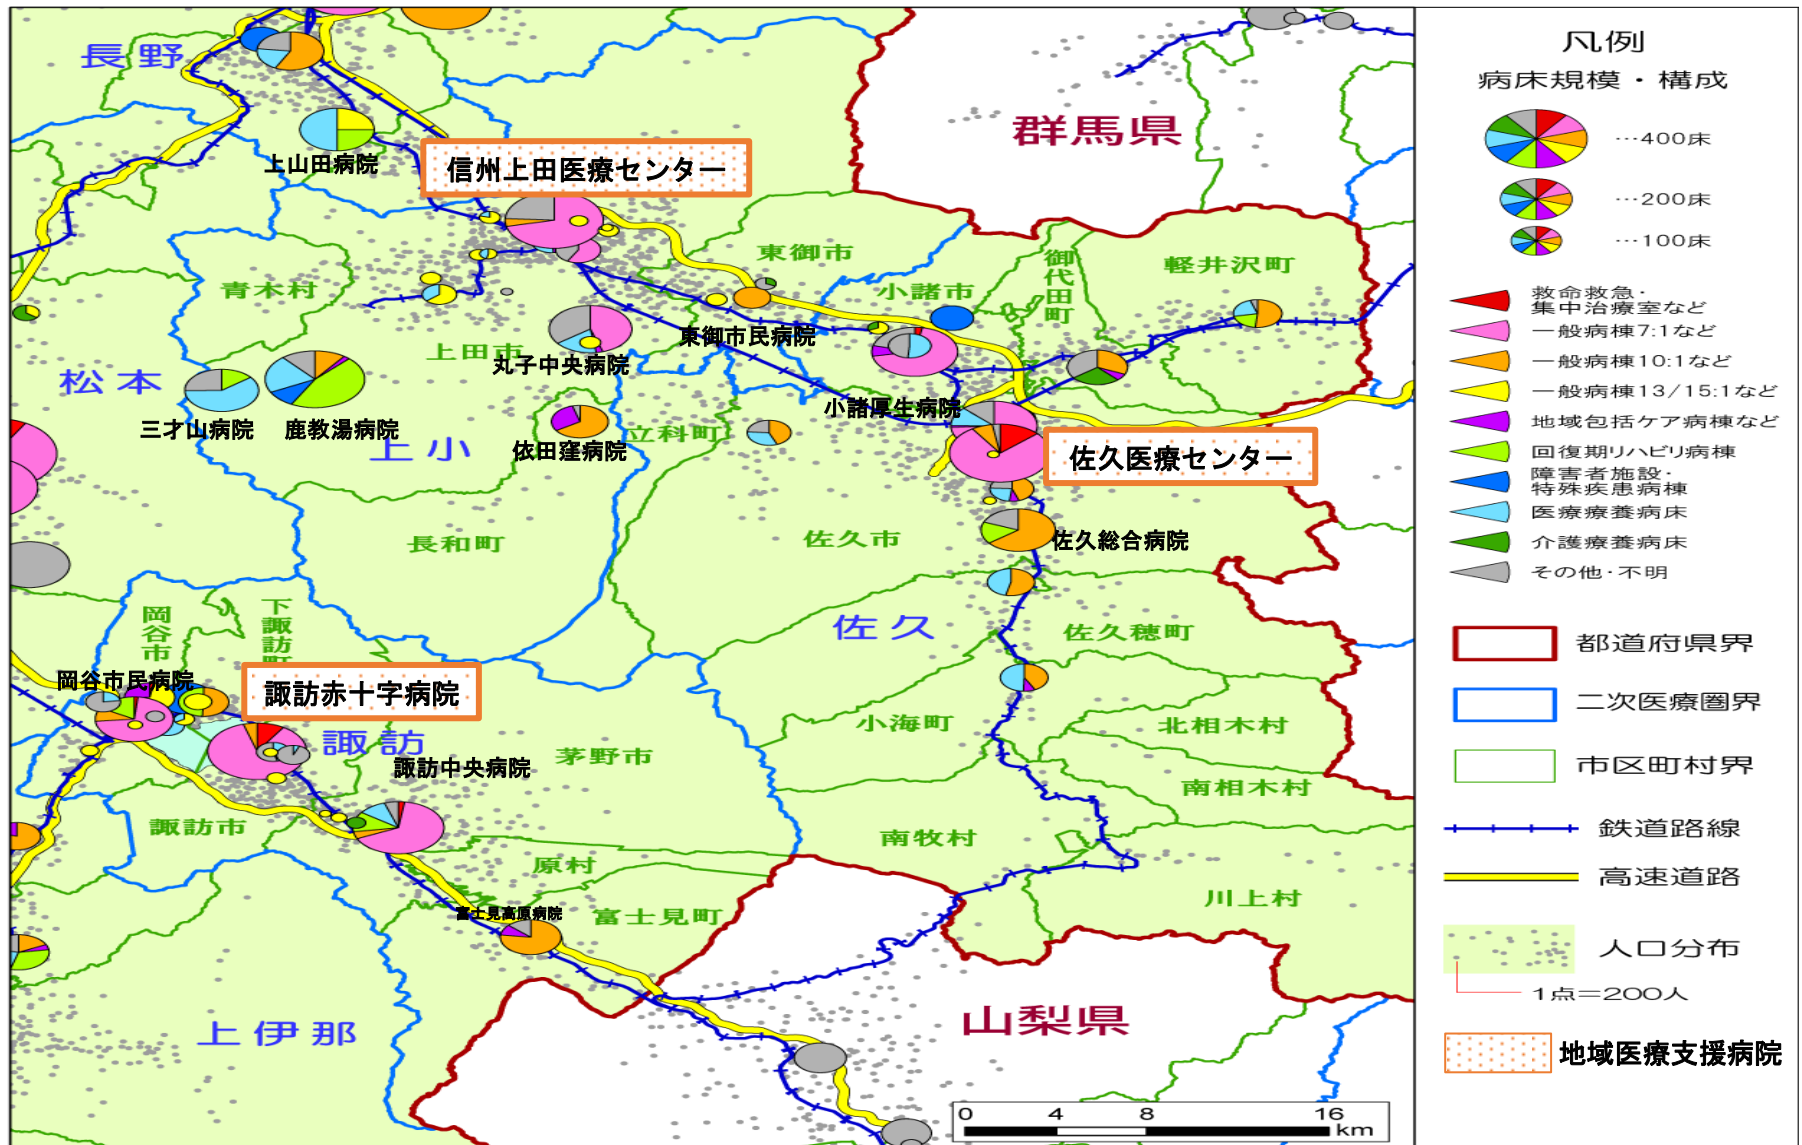 長野
上山田病院
信州上田医療センター
群馬県
東御市
御代田町
軽井沢町
小諸市
青木村
東御市民病院
上田市
丸子中央病院
松本
三才山病院
鹿教湯病院
上小
依田窪病院
立科町
小諸厚生病院
佐久医療センター
長和町
佐久市
佐久総合病院
岡谷市
下諏訪町
佐久
佐久穂町
岡谷市民病院
諏訪赤十字病院
諏訪
諏訪中央病院
茅野市
小海町
北相木村
南相木村
諏訪市
南牧村
原村
川上村
富士見高原病院
富士見町
上伊那
山梨県
0 4 8 16
km
凡例
病床規模・構成
…400床
…200床
…100床
救命救急・
集中治療室など
一般病棟7:1など
一般病棟10:1など
一般病棟13/15:1など
地域包括ケア病棟など
回復期リハビリ病棟
障害者施設・
特殊疾患病棟
医療療養病床
介護療養病床
その他・不明
都道府県界
二次医療圏界
市区町村界
鉄道路線
高速道路
人口分布
1点=200人
地域医療支援病院